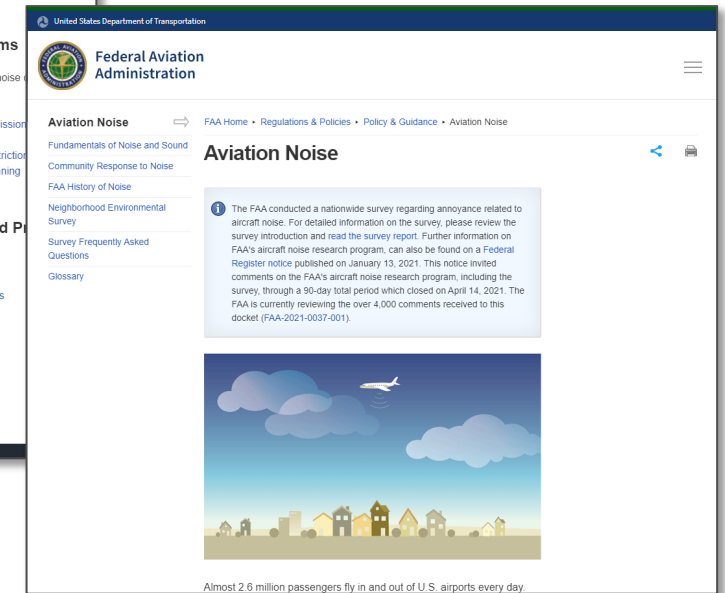 United States Department of Transportation
Federal Aviation
Administration
Aviation Noise
Fundamentals of Noise and Sound
Community Response to Noise
FAA History of Noise
Neighborhood Environmental
Survey
Survey Frequently Asked
Questions
Glossary
FAA Home • Regulations & Policies • Policy & Guidance • Aviation Noise
Aviation Noise
The FAA conducted a nationwide survey regarding annoyance related to
aircraft noise. For detailed information on the survey, please review the
survey introduction and read the survey report. Further information on
FAA's aircraft noise research program, can also be found on a Federal
Register notice published on January 13, 2021. This notice invited
comments on the FAA's aircraft noise research program, including the
survey, through a 90-day total period which closed on April 14, 2021. The
FAA is currently reviewing the over 4,000 comments received to this
docket (FAA-2021-0037-001).
Almost 2.6 million passengers fly in and out of U.S. airports every day.